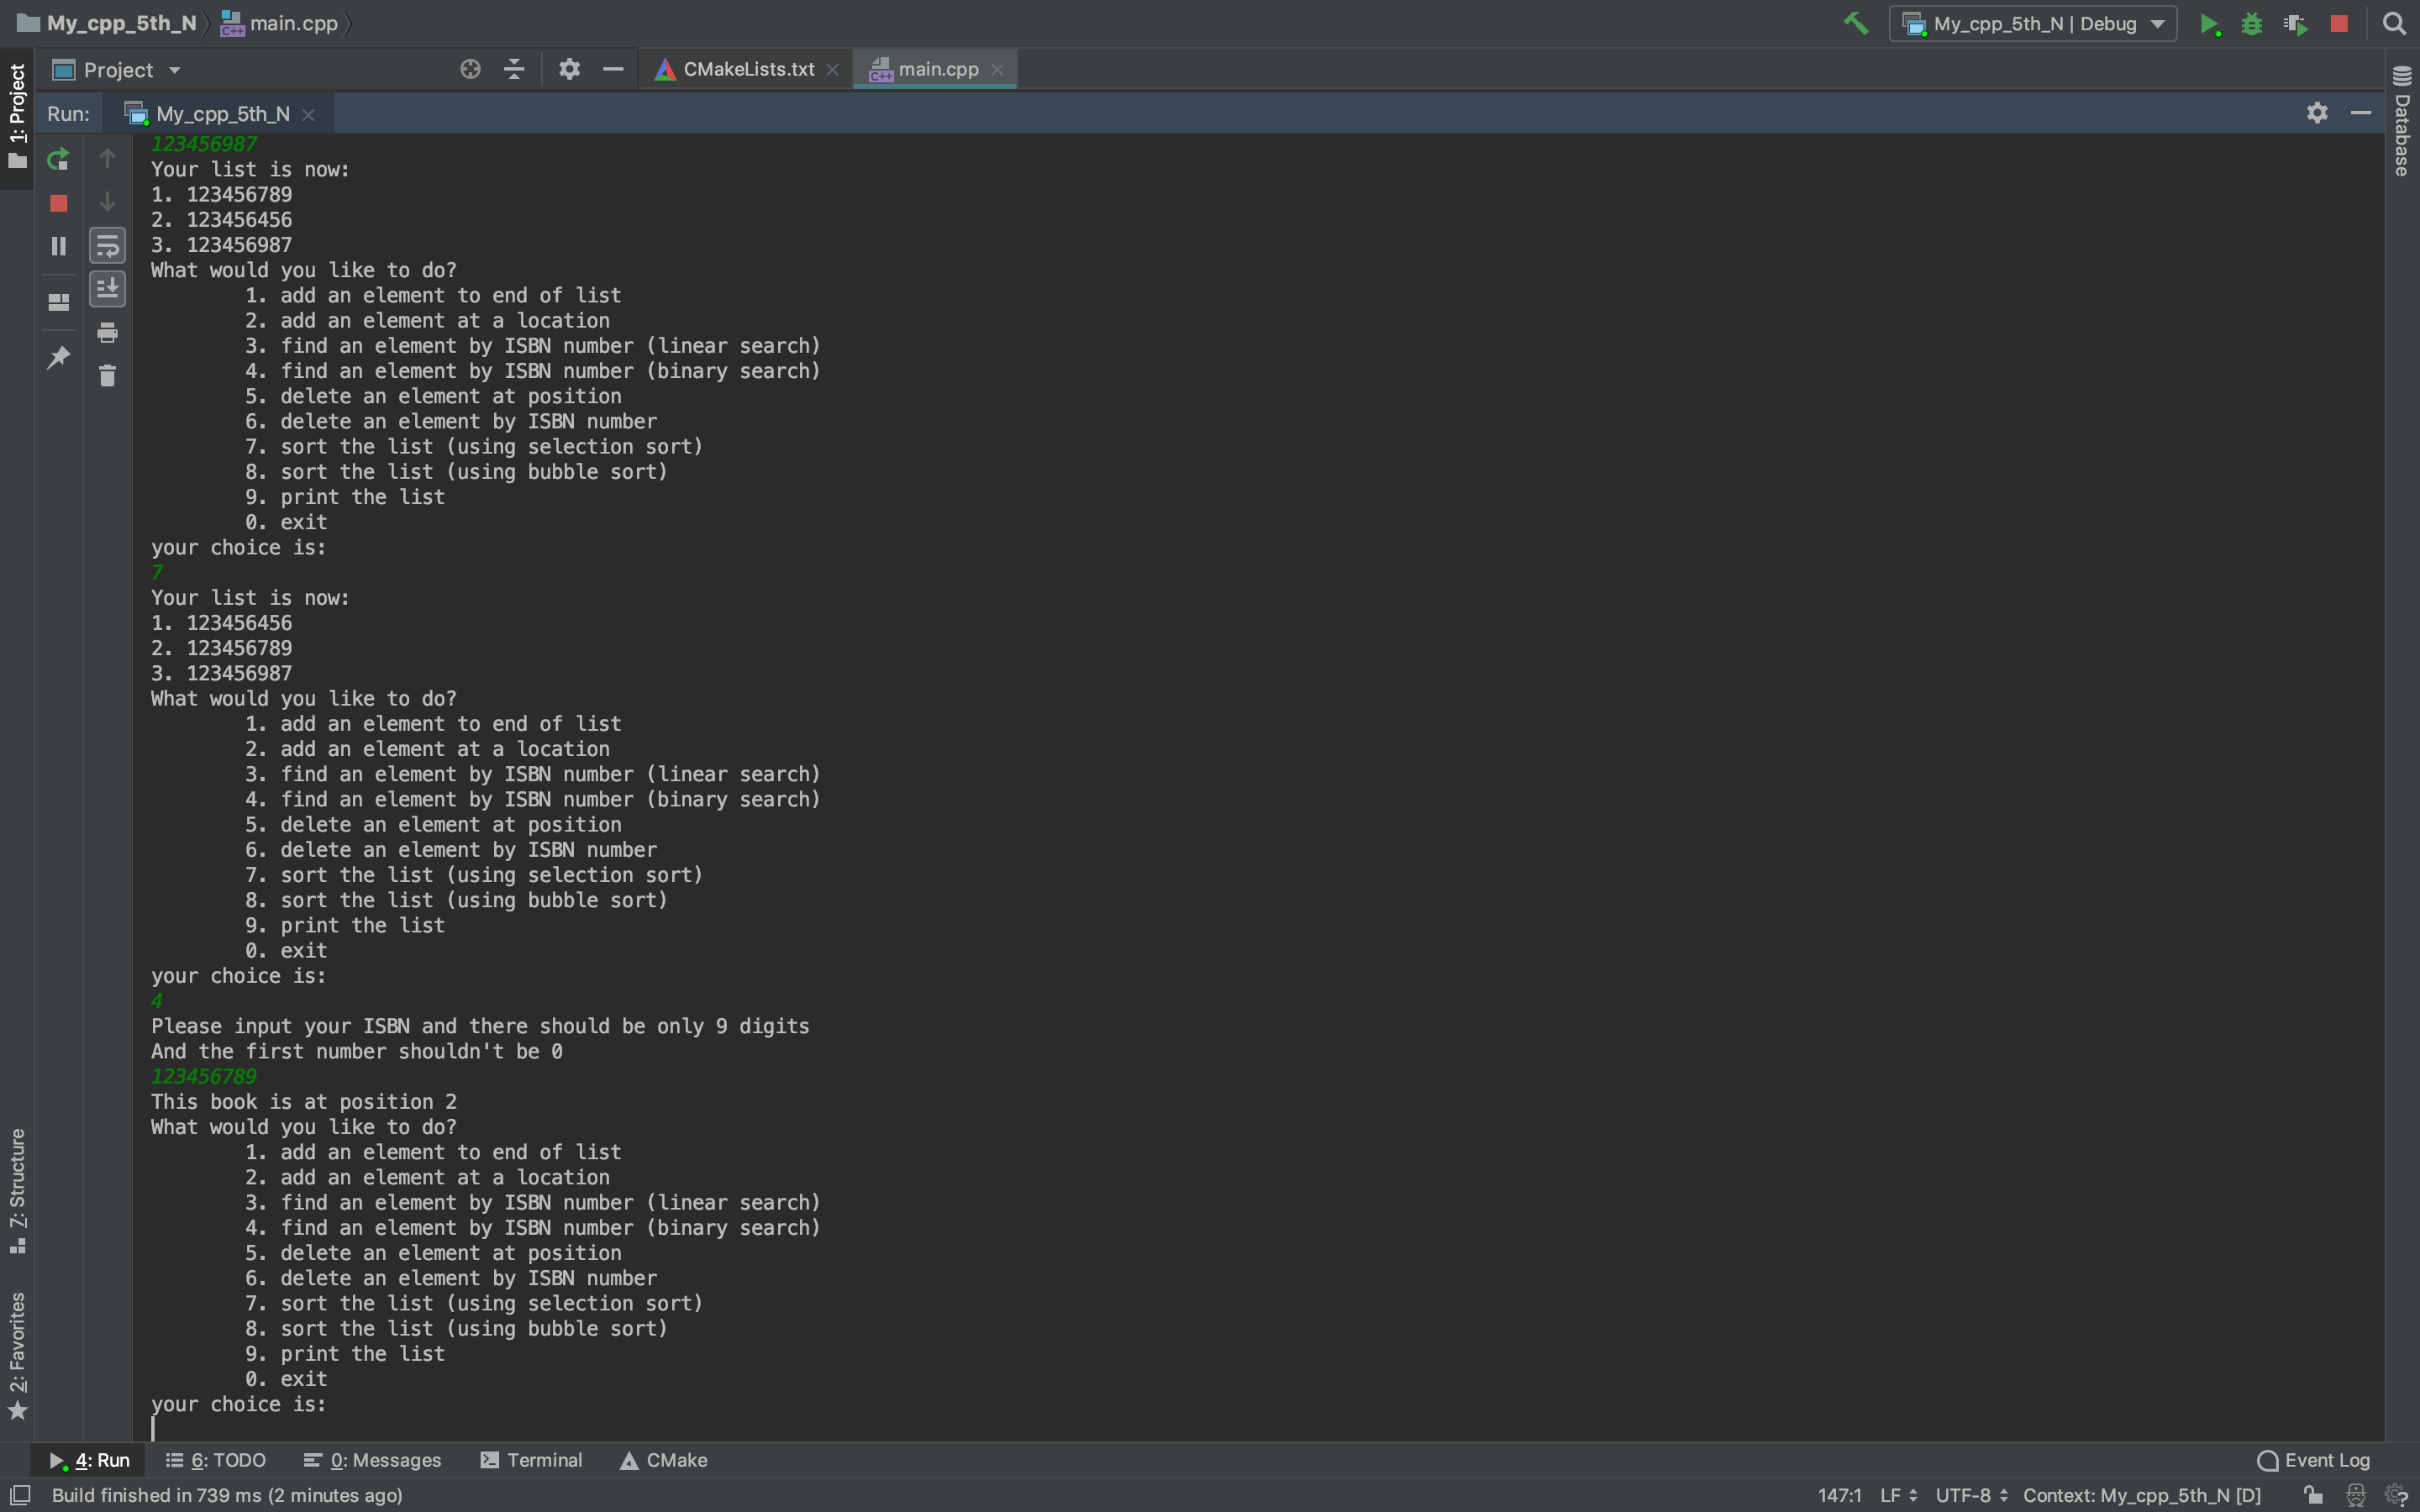 My_cpp_5th_N main.cpp My_cpp_5th_N | Debug
Project CMakeLists.txt main.cpp
Run: My_cpp_5th_N
1: Project
Database
123456987
Your list is now:
1. 123456789
2. 123456456
3. 123456987
What would you like to do?
1. add an element to end of list
2. add an element at a location
3. find an element by ISBN number (linear search)
4. find an element by ISBN number (binary search)
5. delete an element at position
6. delete an element by ISBN number
7. sort the list (using selection sort)
8. sort the list (using bubble sort)
9. print the list
0. exit
your choice is:
7
Your list is now:
1. 123456456
2. 123456789
3. 123456987
What would you like to do?
1. add an element to end of list
2. add an element at a location
3. find an element by ISBN number (linear search)
4. find an element by ISBN number (binary search)
5. delete an element at position
6. delete an element by ISBN number
7. sort the list (using selection sort)
8. sort the list (using bubble sort)
9. print the list
0. exit
your choice is:
4
Please input your ISBN and there should be only 9 digits
And the first number shouldn't be 0
123456789
This book is at position 2
What would you like to do?
1. add an element to end of list
2. add an element at a location
3. find an element by ISBN number (linear search)
4. find an element by ISBN number (binary search)
5. delete an element at position
6. delete an element by ISBN number
7. sort the list (using selection sort)
8. sort the list (using bubble sort)
9. print the list
0. exit
your choice is:
7: Structure
2: Favorites
4: Run 6: TODO 0: Messages Terminal CMake Event Log
Build finished in 739 ms (2 minutes ago) 147:1 LF UTF-8 Context: My_cpp_5th_N [D]